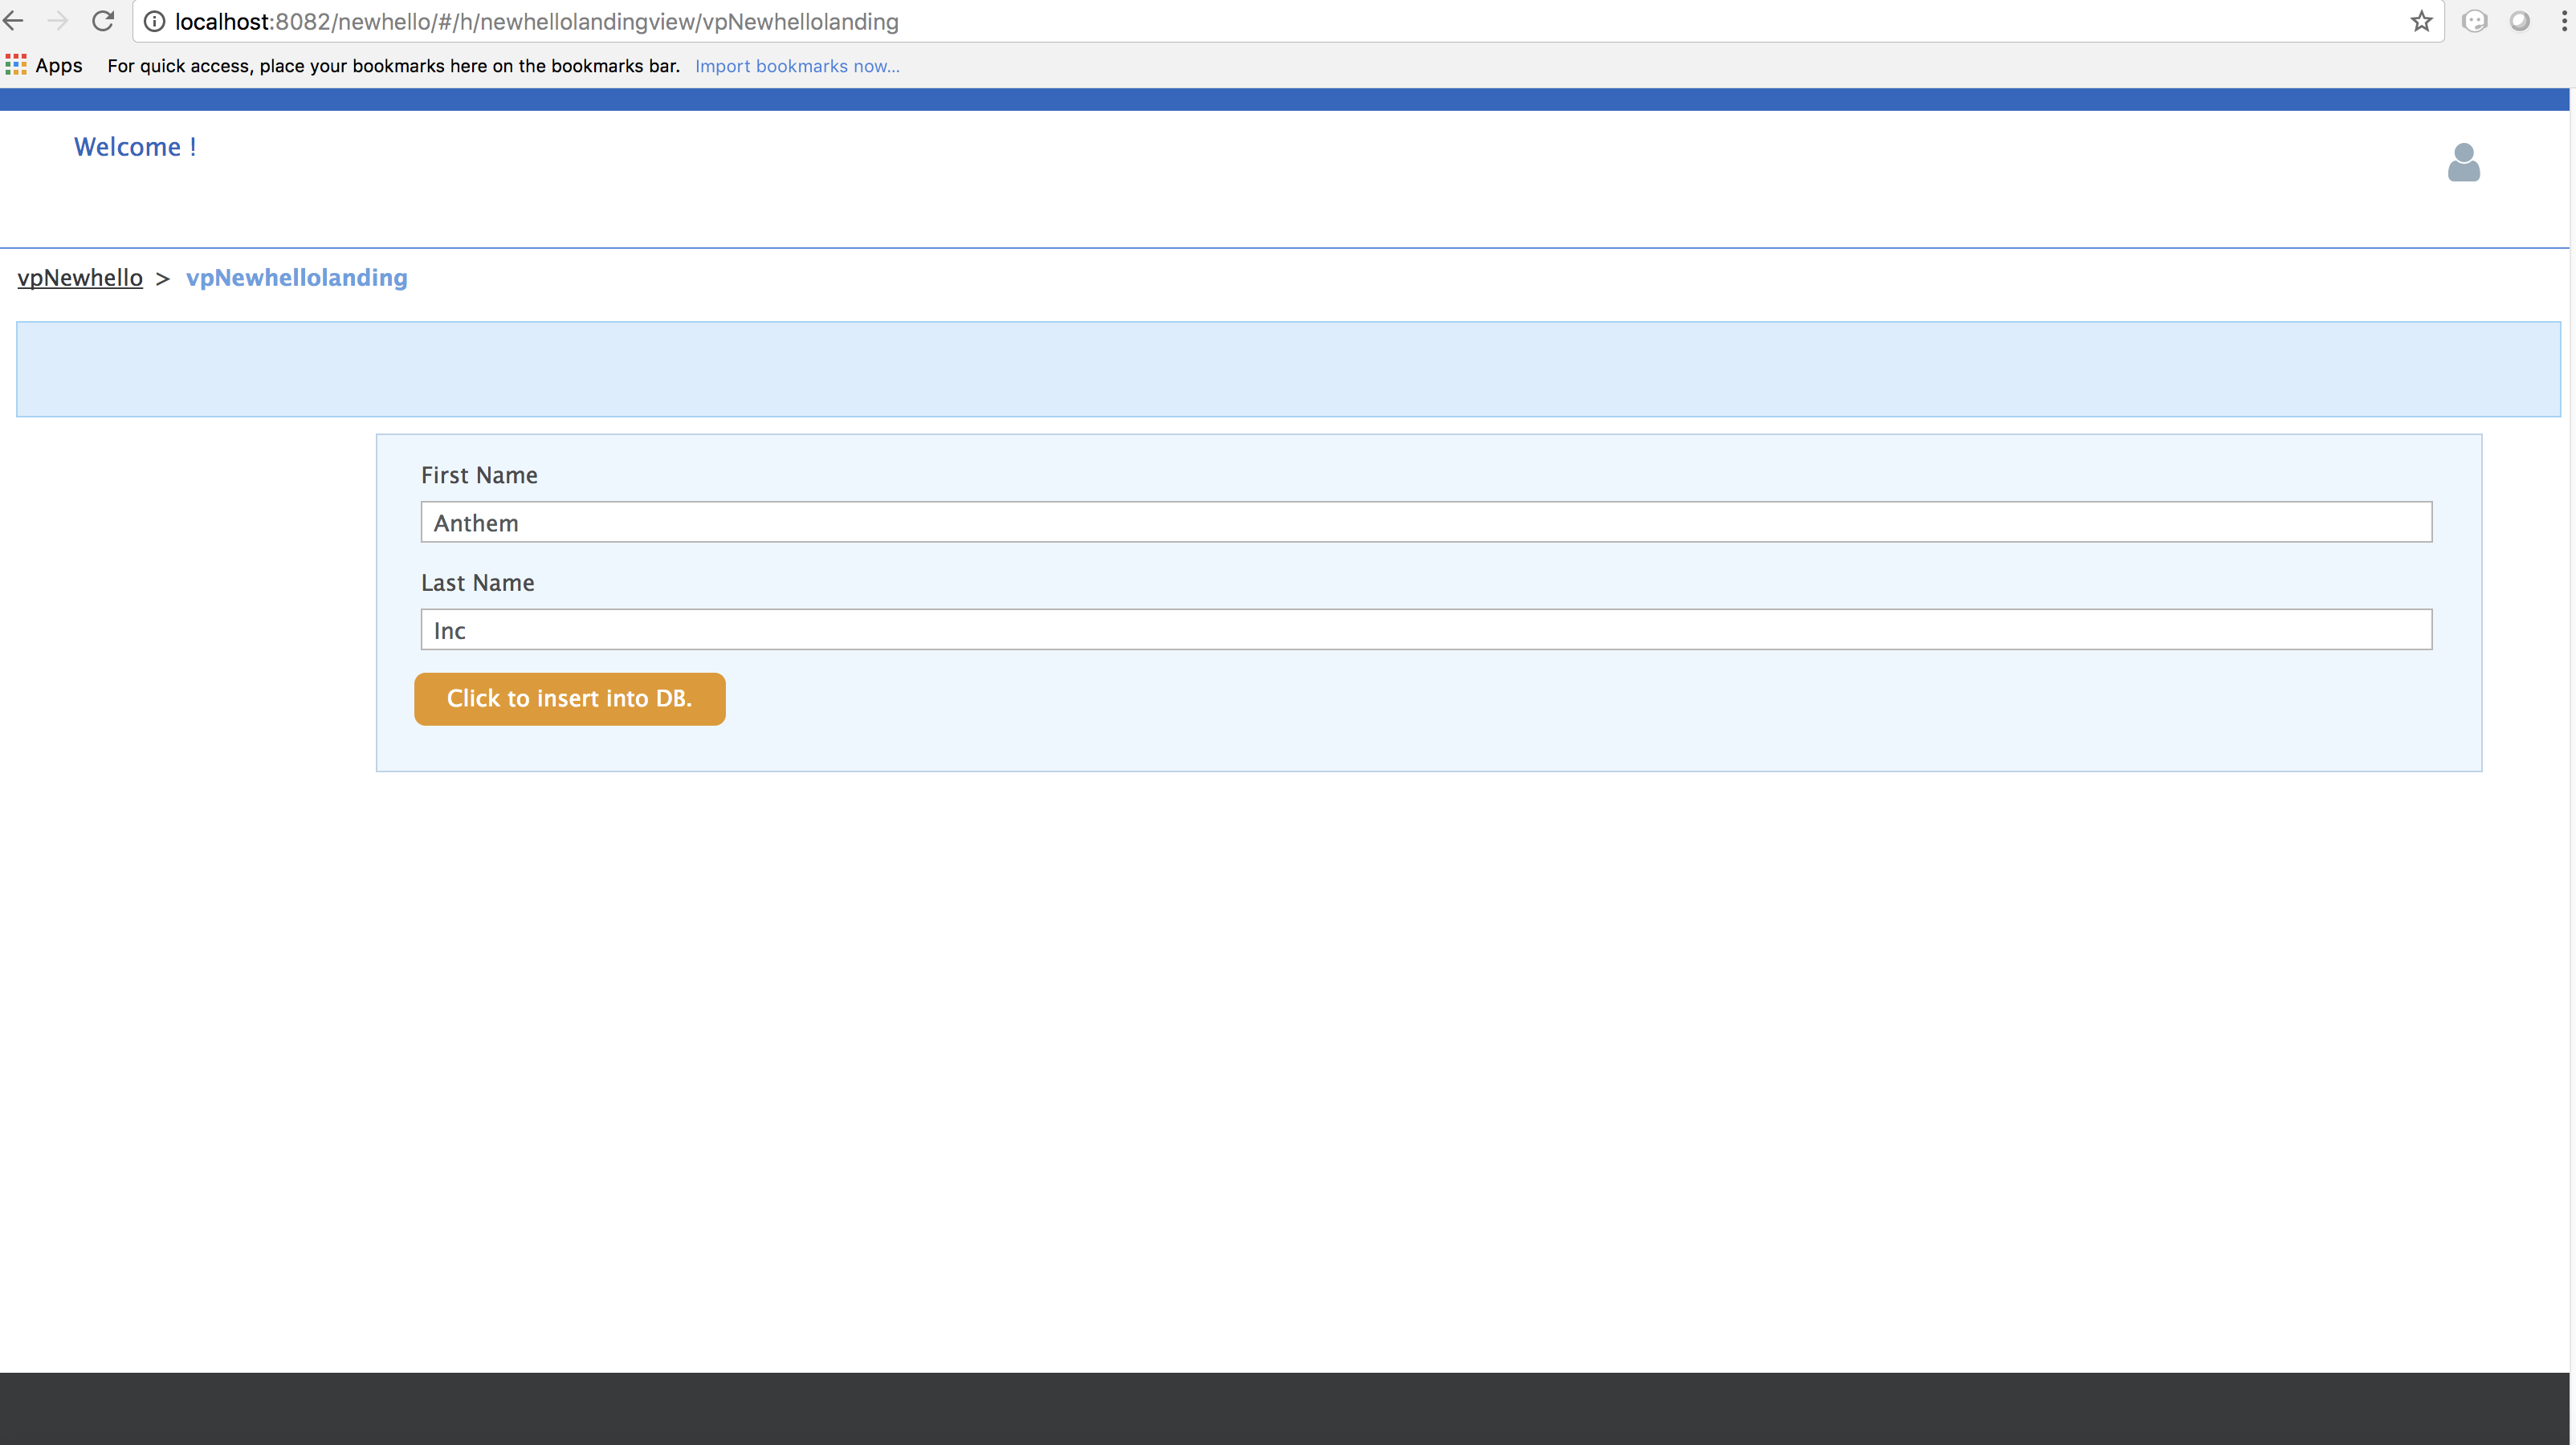 localhost:8082/newhello/#/h/newhellolandingview/vpNewhellolanding
Apps For quick access, place your bookmarks here on the bookmarks bar. Import bookmarks now...
Welcome !
vpNewhello > vpNewhellolanding
First Name
Anthem
Last Name
Inc
Click to insert into DB.